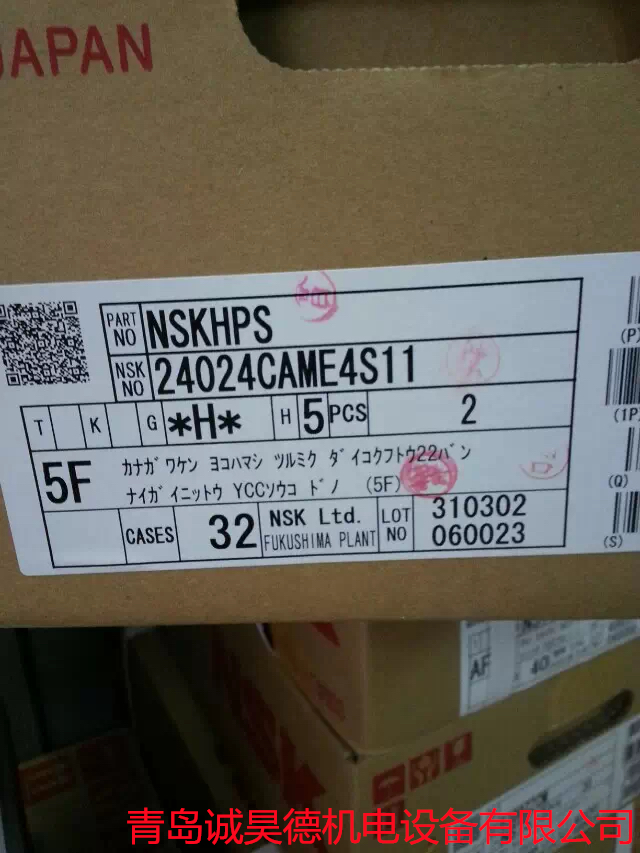 JAPAN
PART NO NSKHPS
NSK NO 24024CAME4S11
T K G *H* H 5 PCS 2
5F カナガワケン ヨコハマシ ツルミク ダイコクフトウ22バン
ナイガイニットウ YCCソウコ ドノ (5F)
CASES 32 NSK Ltd. FUKUSHIMA PLANT LOT NO 310302
060023
(P)
(1P)
(Q)
(S)
AF 40
NSK
青岛诚昊德机电设备有限公司